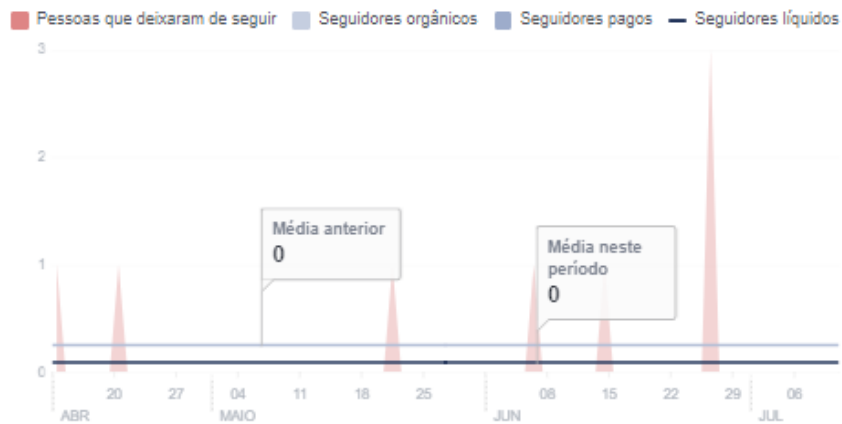 Pessoas que deixaram de seguir Seguidores orgânicos Seguidores pagos Seguidores líquidos
3
2
Média anterior
0
Média neste
período
0
1
0
20 27 04 11 18 25 08 15 22 29 06
ABR MAIO JUN JUL